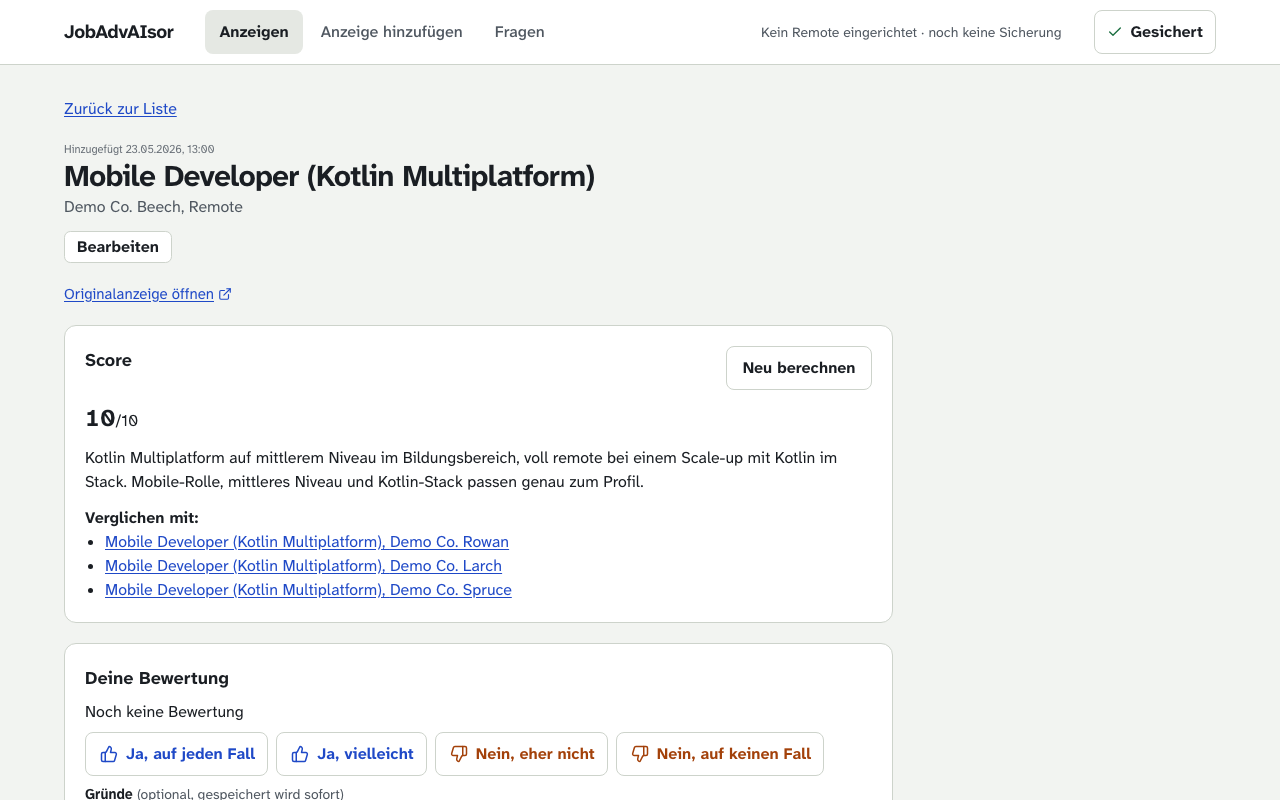 JobAdvAIsor
Anzeigen
Anzeige hinzufügen
Fragen
Kein Remote eingerichtet · noch keine Sicherung
Gesichert
Zurück zur Liste
Hinzugefügt 23.05.2026, 13:00
Mobile Developer (Kotlin Multiplatform)
Demo Co. Beech, Remote
Bearbeiten
Originalanzeige öffnen
Score
Neu berechnen
10/10
Kotlin Multiplatform auf mittlerem Niveau im Bildungsbereich, voll remote bei einem Scale-up mit Kotlin im
Stack. Mobile-Rolle, mittleres Niveau und Kotlin-Stack passen genau zum Profil.
Verglichen mit:
Mobile Developer (Kotlin Multiplatform), Demo Co. Rowan
Mobile Developer (Kotlin Multiplatform), Demo Co. Larch
Mobile Developer (Kotlin Multiplatform), Demo Co. Spruce
Deine Bewertung
Noch keine Bewertung
Ja, auf jeden Fall
Ja, vielleicht
Nein, eher nicht
Nein, auf keinen Fall
Gründe (optional, gespeichert wird sofort)